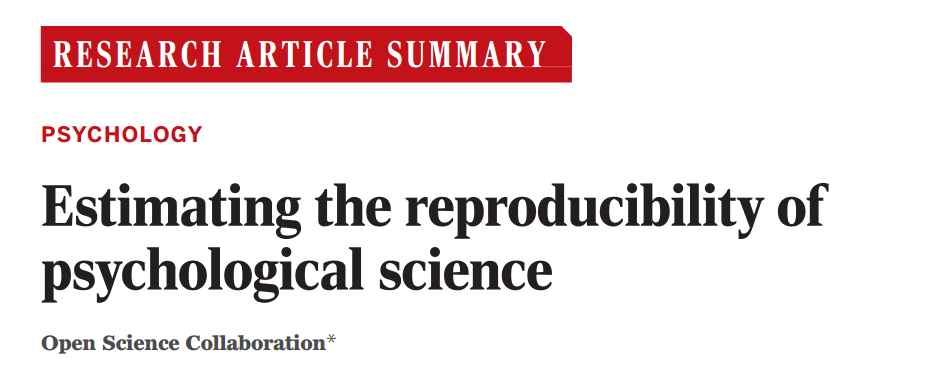 RESEARCH ARTICLE SUMMARY
PSYCHOLOGY
Estimating the reproducibility of
psychological science
Open Science Collaboration*